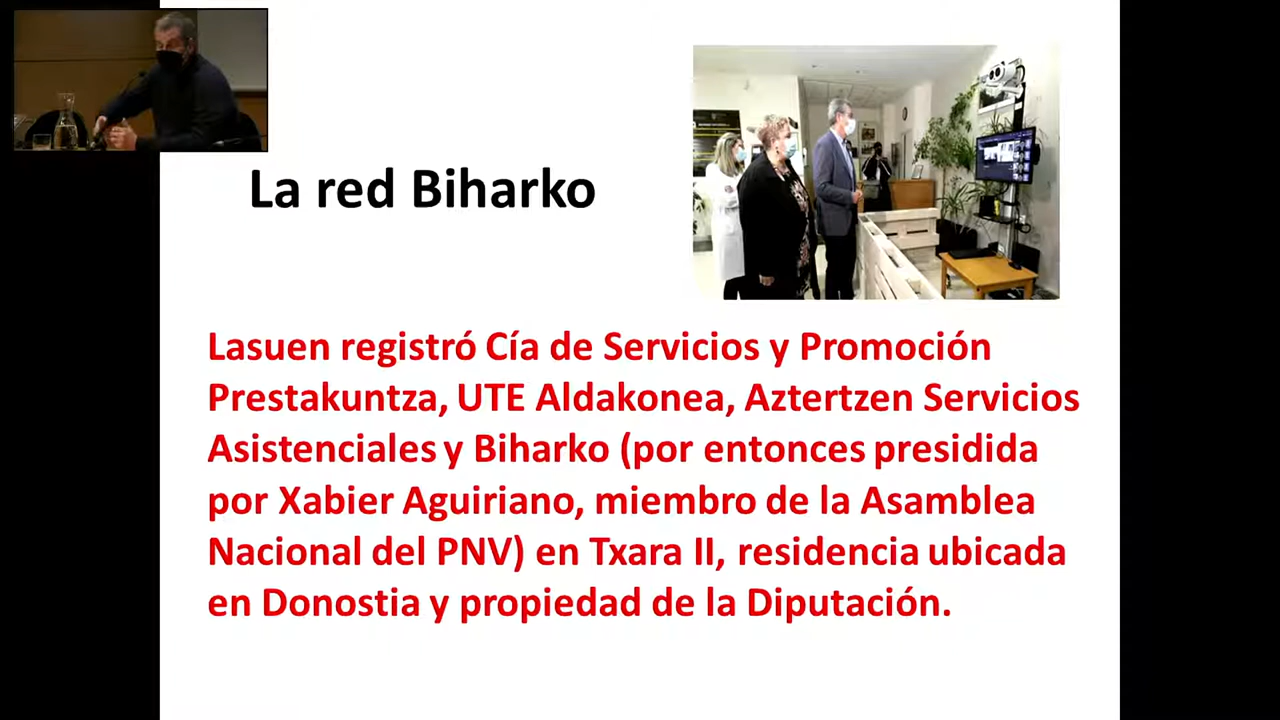 La red Biharko
Lasuen registró Cía de Servicios y Promoción
Prestakuntza, UTE Aldakonea, Aztertzen Servicios
Asistenciales y Biharko (por entonces presidida
por Xabier Aguiriano, miembro de la Asamblea
Nacional del PNV) en Txara II, residencia ubicada
en Donostia y propiedad de la Diputación.